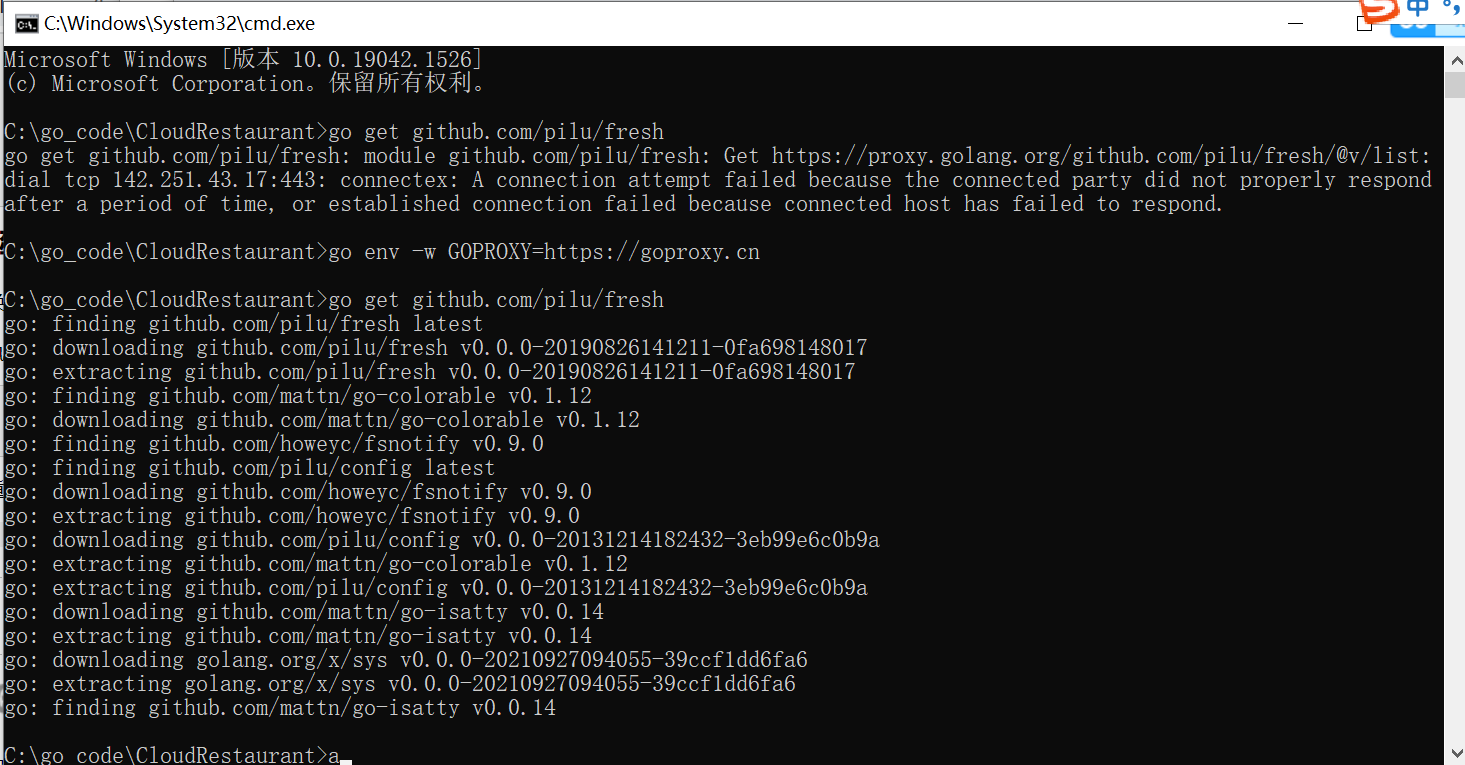 C:\Windows\System32\cmd.exe
中
Microsoft Windows [版本 10.0.19042.1526]
(c) Microsoft Corporation。保留所有权利。
C:\go_code\CloudRestaurant>go get github.com/pilu/fresh
go get github.com/pilu/fresh: module github.com/pilu/fresh: Get https://proxy.golang.org/github.com/pilu/fresh/@v/list:
dial tcp 142.251.43.17:443: connectex: A connection attempt failed because the connected party did not properly respond
after a period of time, or established connection failed because connected host has failed to respond.
C:\go_code\CloudRestaurant>go env -w GOPROXY=https://goproxy.cn
C:\go_code\CloudRestaurant>go get github.com/pilu/fresh
go: finding github.com/pilu/fresh latest
go: downloading github.com/pilu/fresh v0.0.0-20190826141211-0fa698148017
go: extracting github.com/pilu/fresh v0.0.0-20190826141211-0fa698148017
go: finding github.com/mattn/go-colorable v0.1.12
go: downloading github.com/mattn/go-colorable v0.1.12
go: finding github.com/howeyc/fsnotify v0.9.0
go: finding github.com/pilu/config latest
go: downloading github.com/howeyc/fsnotify v0.9.0
go: extracting github.com/howeyc/fsnotify v0.9.0
go: downloading github.com/pilu/config v0.0.0-20131214182432-3eb99e6c0b9a
go: extracting github.com/mattn/go-colorable v0.1.12
go: extracting github.com/pilu/config v0.0.0-20131214182432-3eb99e6c0b9a
go: downloading github.com/mattn/go-isatty v0.0.14
go: extracting github.com/mattn/go-isatty v0.0.14
go: downloading golang.org/x/sys v0.0.0-20210927094055-39ccf1dd6fa6
go: extracting golang.org/x/sys v0.0.0-20210927094055-39ccf1dd6fa6
go: finding github.com/mattn/go-isatty v0.0.14
C:\go_code\CloudRestaurant>a